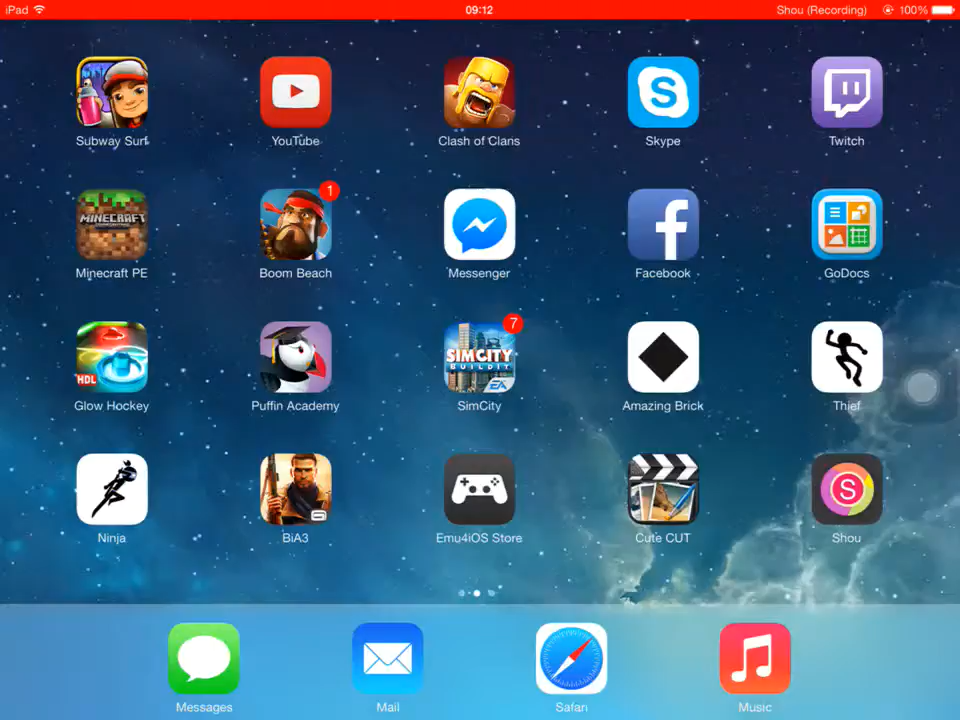 iPad 09:12 Shou (Recording) 100%
Subway Surf YouTube Clash of Clans Skype Twitch
MINECRAFT
1
Minecraft PE Boom Beach Messenger Facebook GoDocs
7
HDL SIMCITY
BUILDIT
EA
Glow Hockey Puffin Academy SimCity Amazing Brick Thief
S
Ninja BiA3 Emu4iOS Store Cute CUT Shou
Messages Mail Safari Music